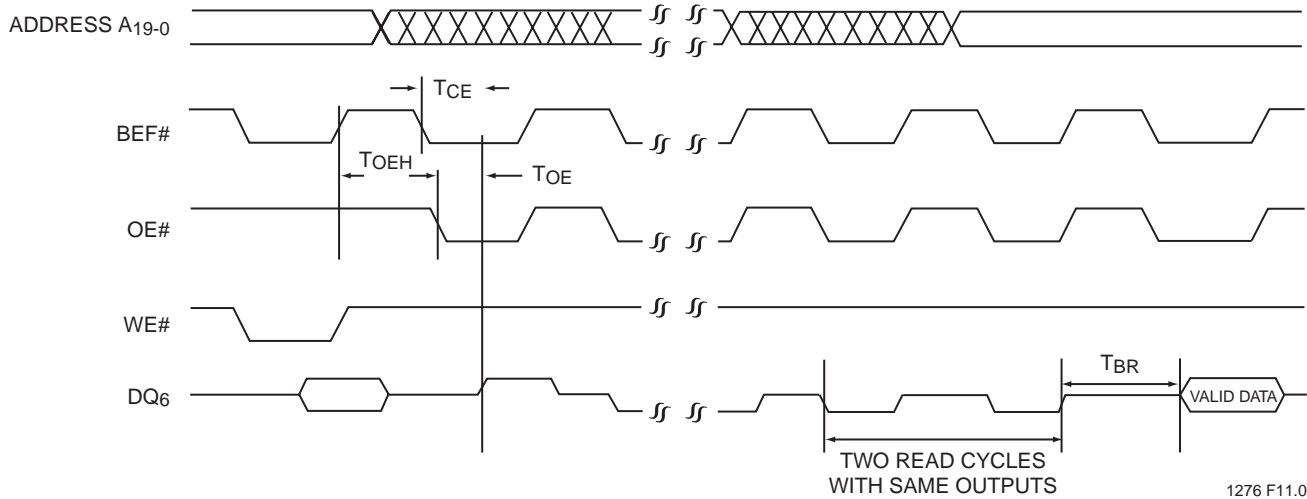 ADDRESS A19-0
TCE
BEF#
TOEH
TOE
OE#
WE#
TBR
DQ6
VALID DATA
TWO READ CYCLES
WITH SAME OUTPUTS
1276 F11.0